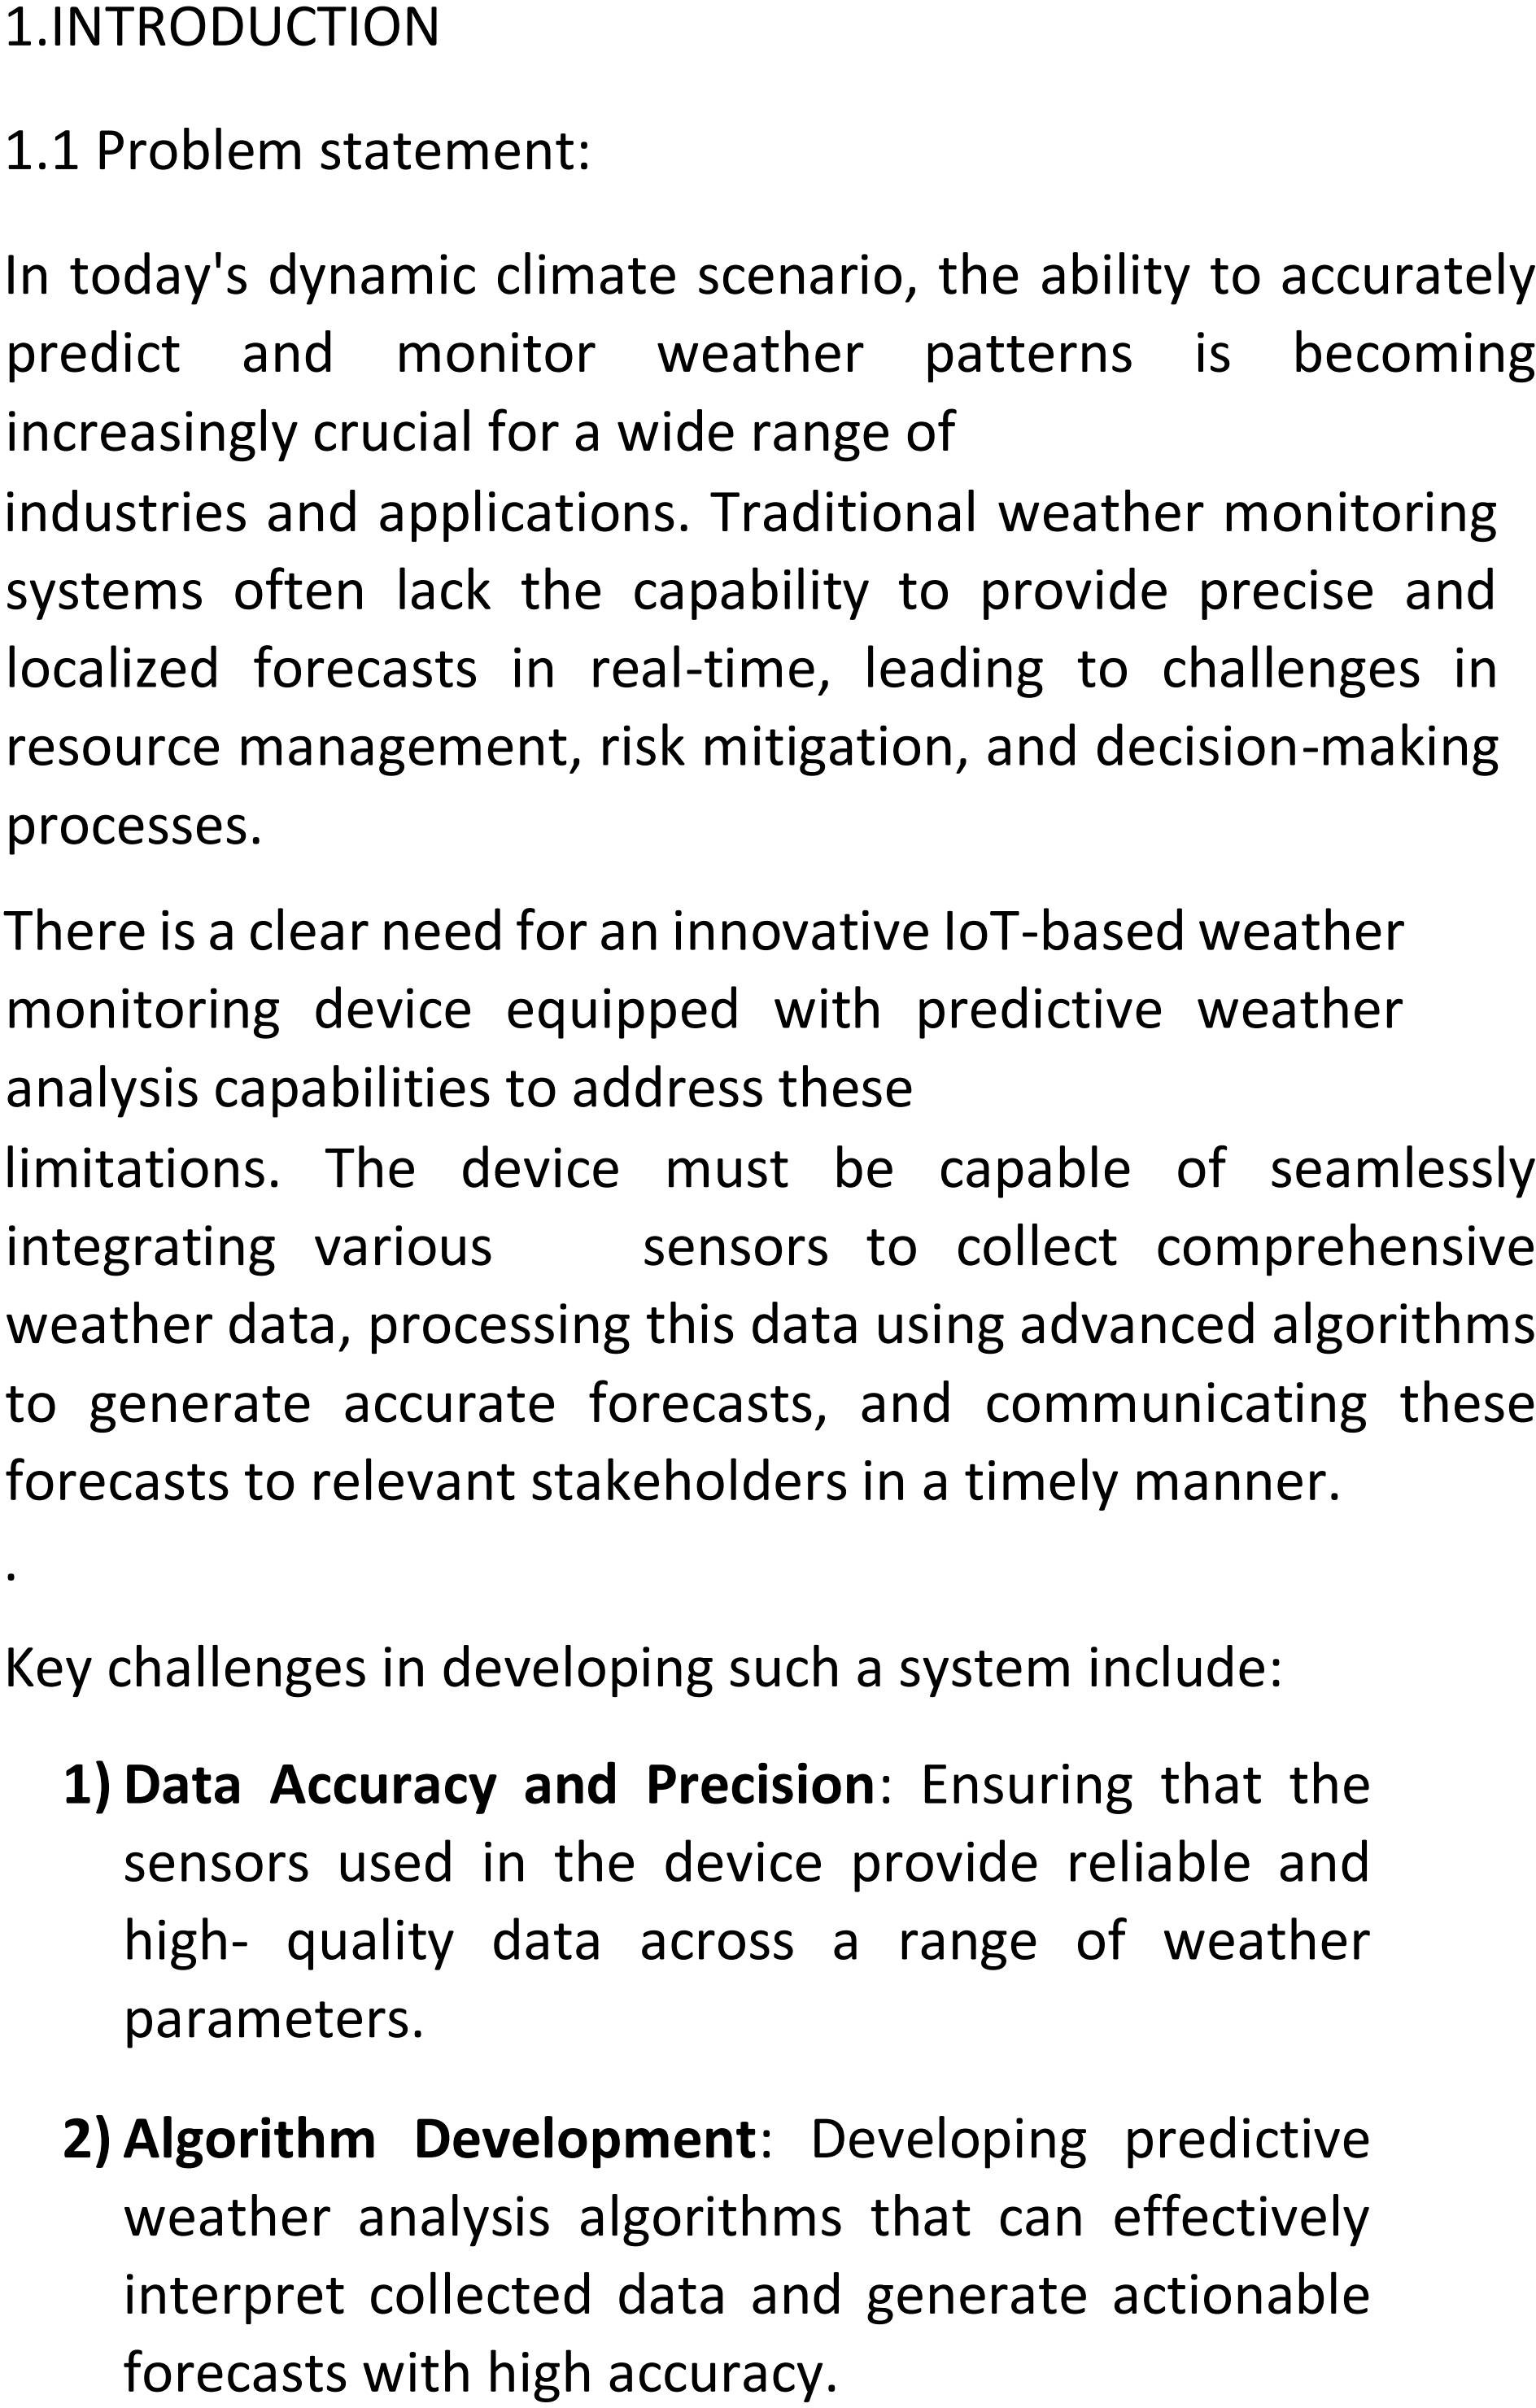 1.INTRODUCTION
1.1 Problem statement:
In today's dynamic climate scenario, the ability to accurately
predict and monitor weather patterns is becoming
increasingly crucial for a wide range of
industries and applications. Traditional weather monitoring
systems often lack the capability to provide precise and
localized forecasts in real-time, leading to challenges in
resource management, risk mitigation, and decision-making
processes.
There is a clear need for an innovative IoT-based weather
monitoring device equipped with predictive weather
analysis capabilities to address these
limitations. The device must be capable of seamlessly
integrating various sensors to collect comprehensive
weather data, processing this data using advanced algorithms
to generate accurate forecasts, and communicating these
forecasts to relevant stakeholders in a timely manner.
.
Key challenges in developing such a system include:
1) Data Accuracy and Precision: Ensuring that the
sensors used in the device provide reliable and
high- quality data across a range of weather
parameters.
2) Algorithm Development: Developing predictive
weather analysis algorithms that can effectively
interpret collected data and generate actionable
forecasts with high accuracy.